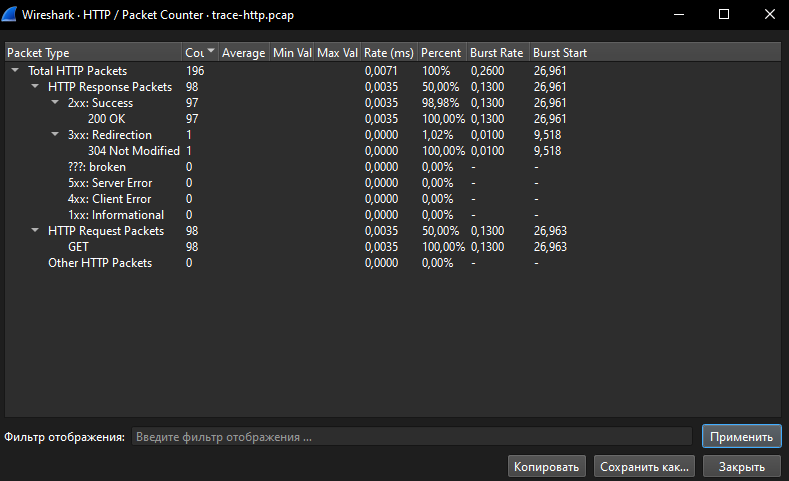 Wireshark · HTTP / Packet Counter · trace-http.pcap
Packet Type Cou Average Min Val Max Val Rate (ms) Percent Burst Rate Burst Start
Total HTTP Packets 196 0,0071 100% 0,2600 26,961
HTTP Response Packets 98 0,0035 50,00% 0,1300 26,961
2xx: Success 97 0,0035 98,98% 0,1300 26,961
200 OK 97 0,0035 100,00% 0,1300 26,961
3xx: Redirection 1 0,0000 1,02% 0,0100 9,518
304 Not Modified 1 0,0000 100,00% 0,0100 9,518
???: broken 0 0,0000 0,00% - -
5xx: Server Error 0 0,0000 0,00% - -
4xx: Client Error 0 0,0000 0,00% - -
1xx: Informational 0 0,0000 0,00% - -
HTTP Request Packets 98 0,0035 50,00% 0,1300 26,963
GET 98 0,0035 100,00% 0,1300 26,963
Other HTTP Packets 0 0,0000 0,00% - -
Фильтр отображения: Введите фильтр отображения ... Применить
Копировать Сохранить как... Закрыть